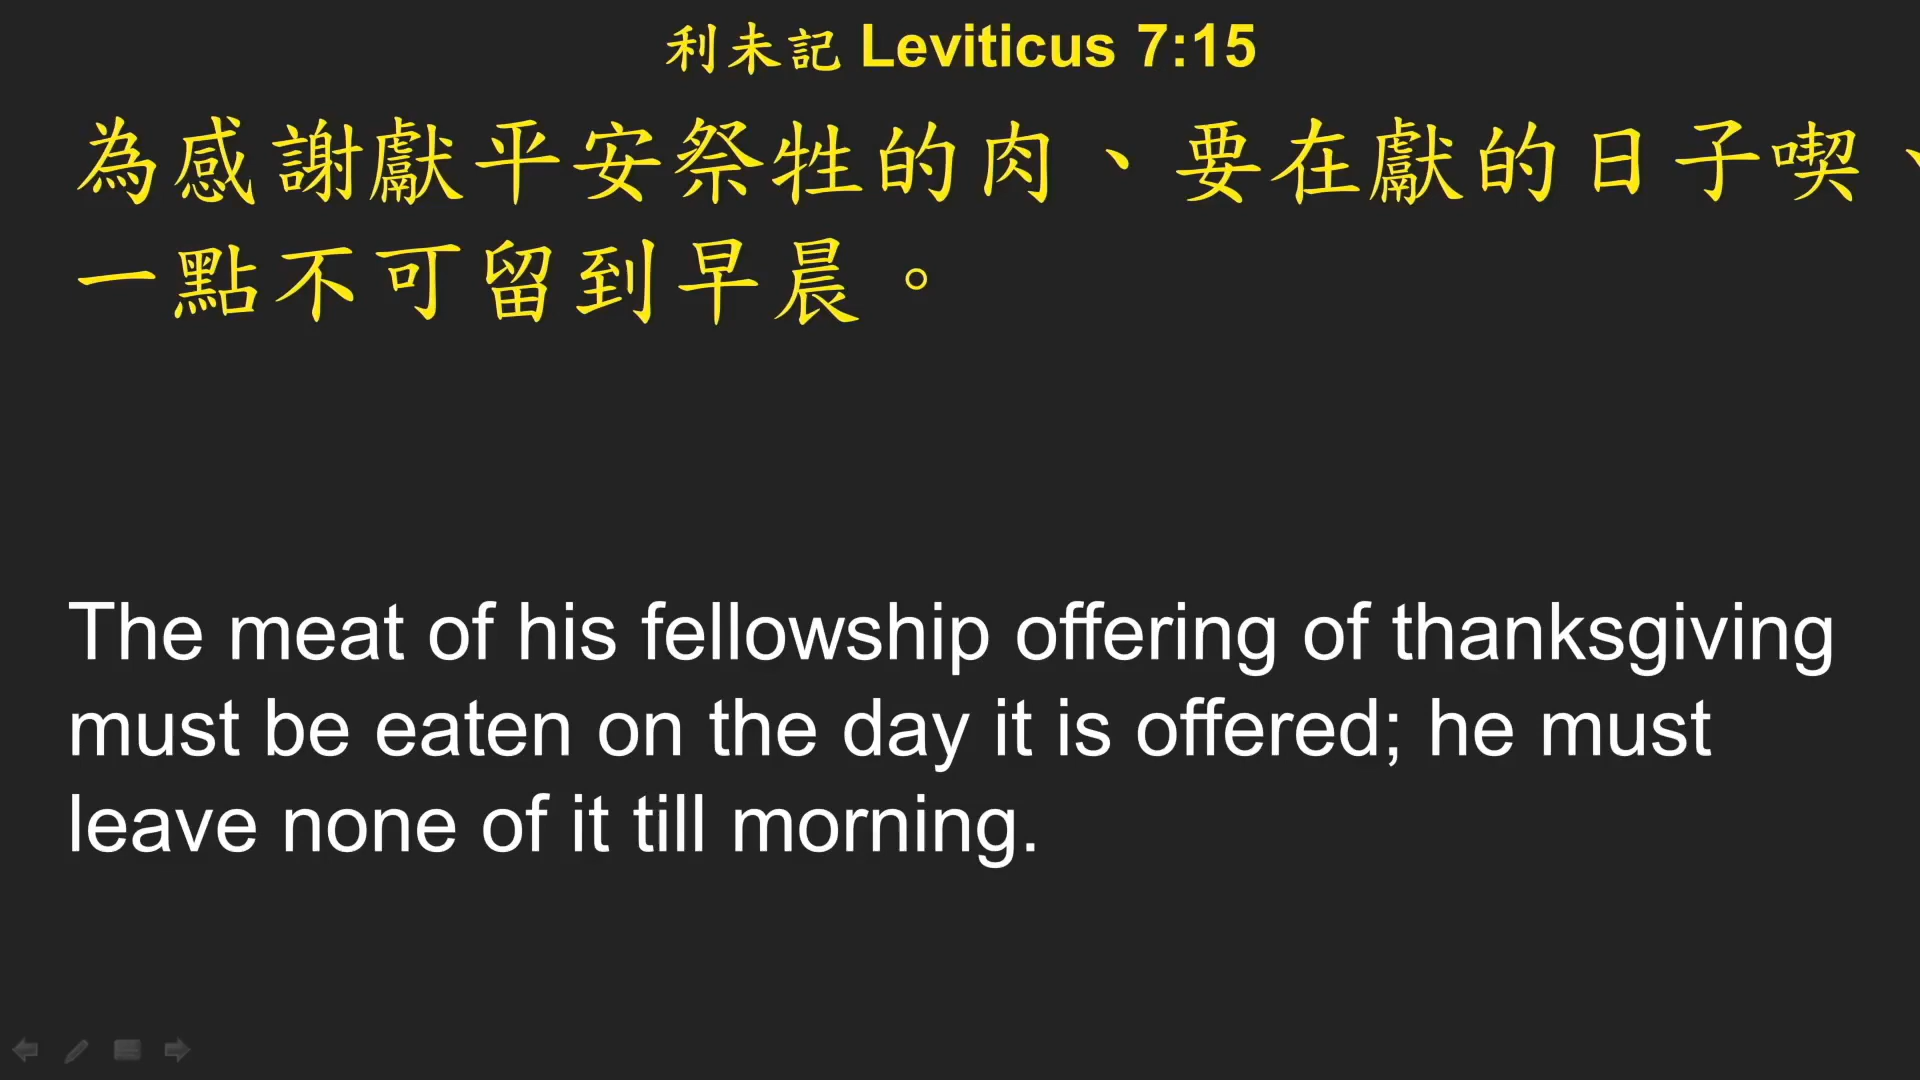 利未記 Leviticus 7:15
為感謝獻平安祭牲的肉、要在獻的日子喫、
一點不可留到早晨。
The meat of his fellowship offering of thanksgiving
must be eaten on the day it is offered; he must
leave none of it till morning.